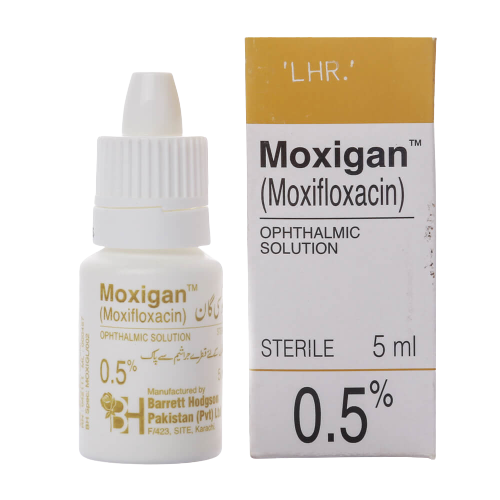 Moxigan™
(Moxifloxacin)
OPHTHALMIC SOLUTION
0.5%
Manufactured by
BH
Barrett Hodgson
Pakistan (Pvt)
F/423, SITE, Karachi.
'LHR.'
Moxigan™
(Moxifloxacin)
OPHTHALMIC
SOLUTION
STERILE 5 ml
0.5%